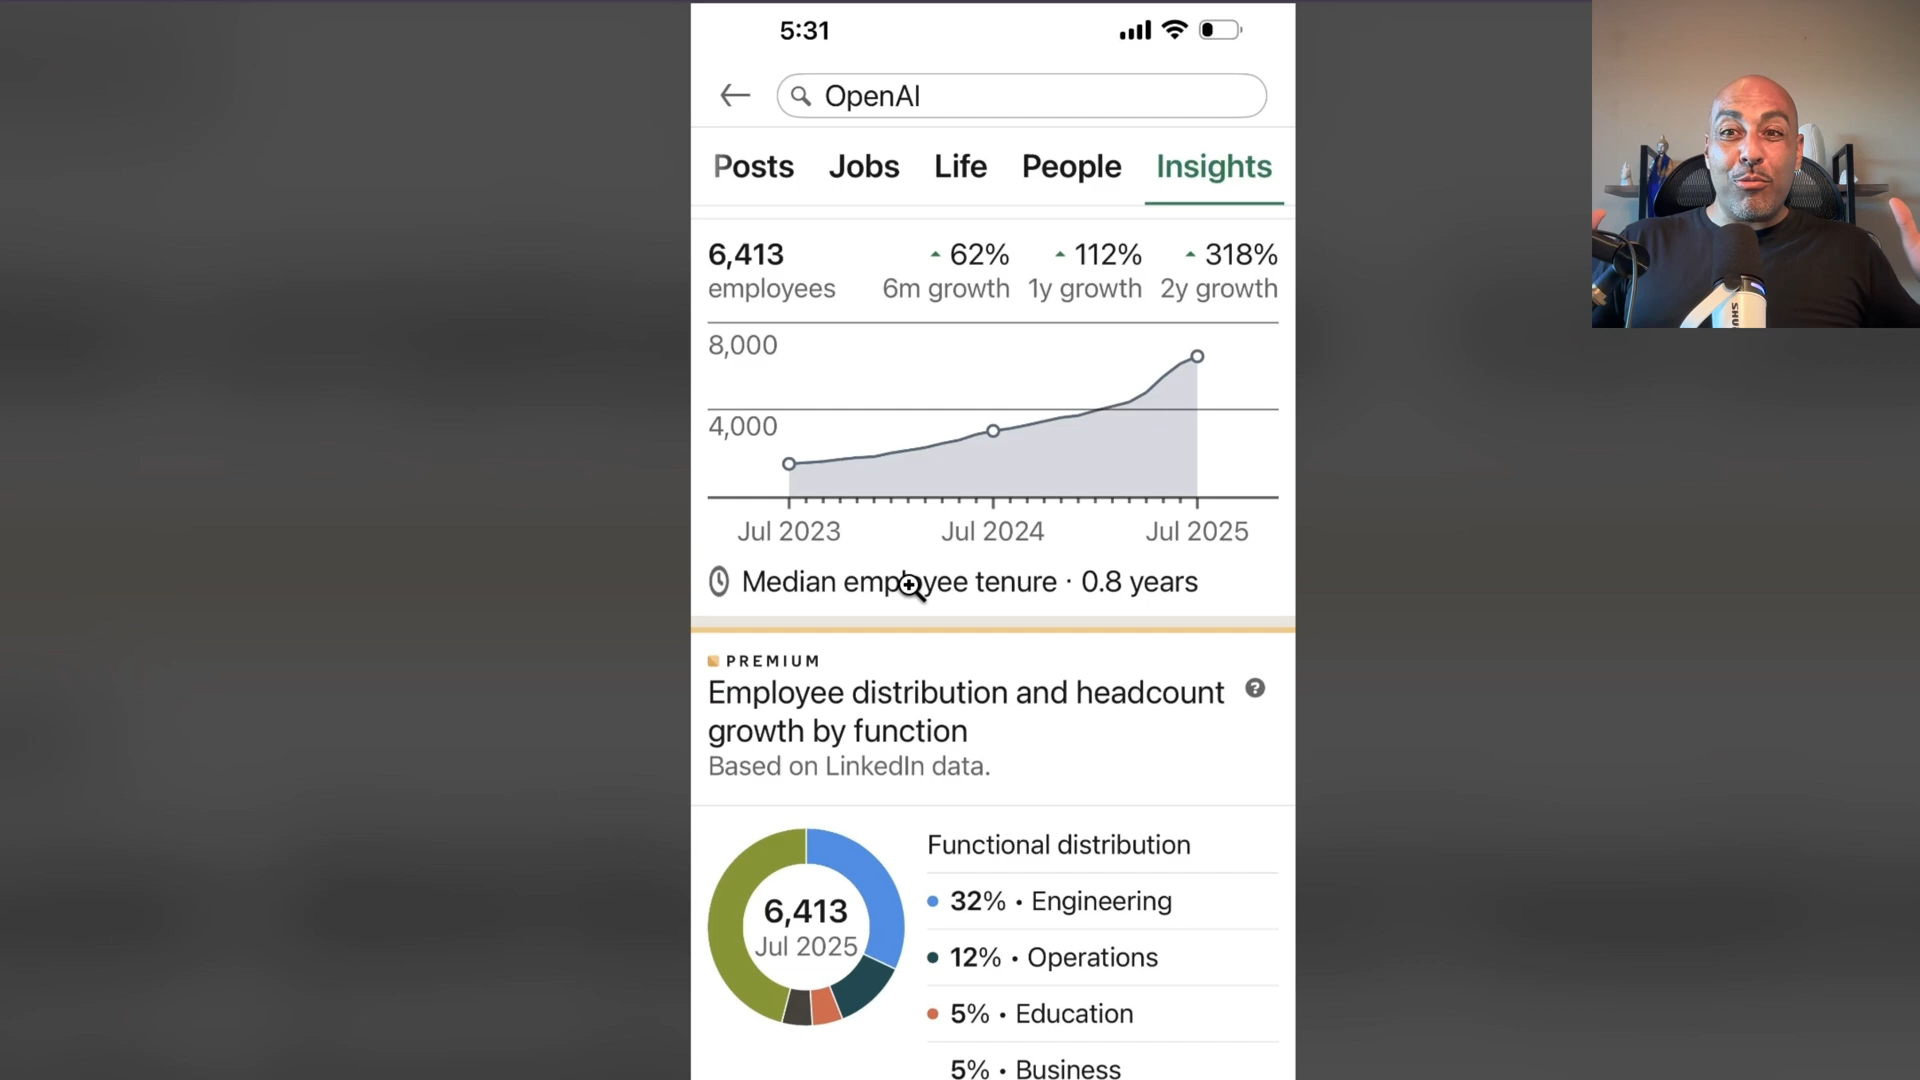 5:31
OpenAI
Posts Jobs Life People Insights
6,413 62% 112% 318%
employees 6m growth 1y growth 2y growth
8,000
4,000
Jul 2023 Jul 2024 Jul 2025
Median employee tenure · 0.8 years
PREMIUM
Employee distribution and headcount
growth by function
Based on LinkedIn data.
Functional distribution
6,413
Jul 2025
32% • Engineering
12% • Operations
5% • Education
5% • Business